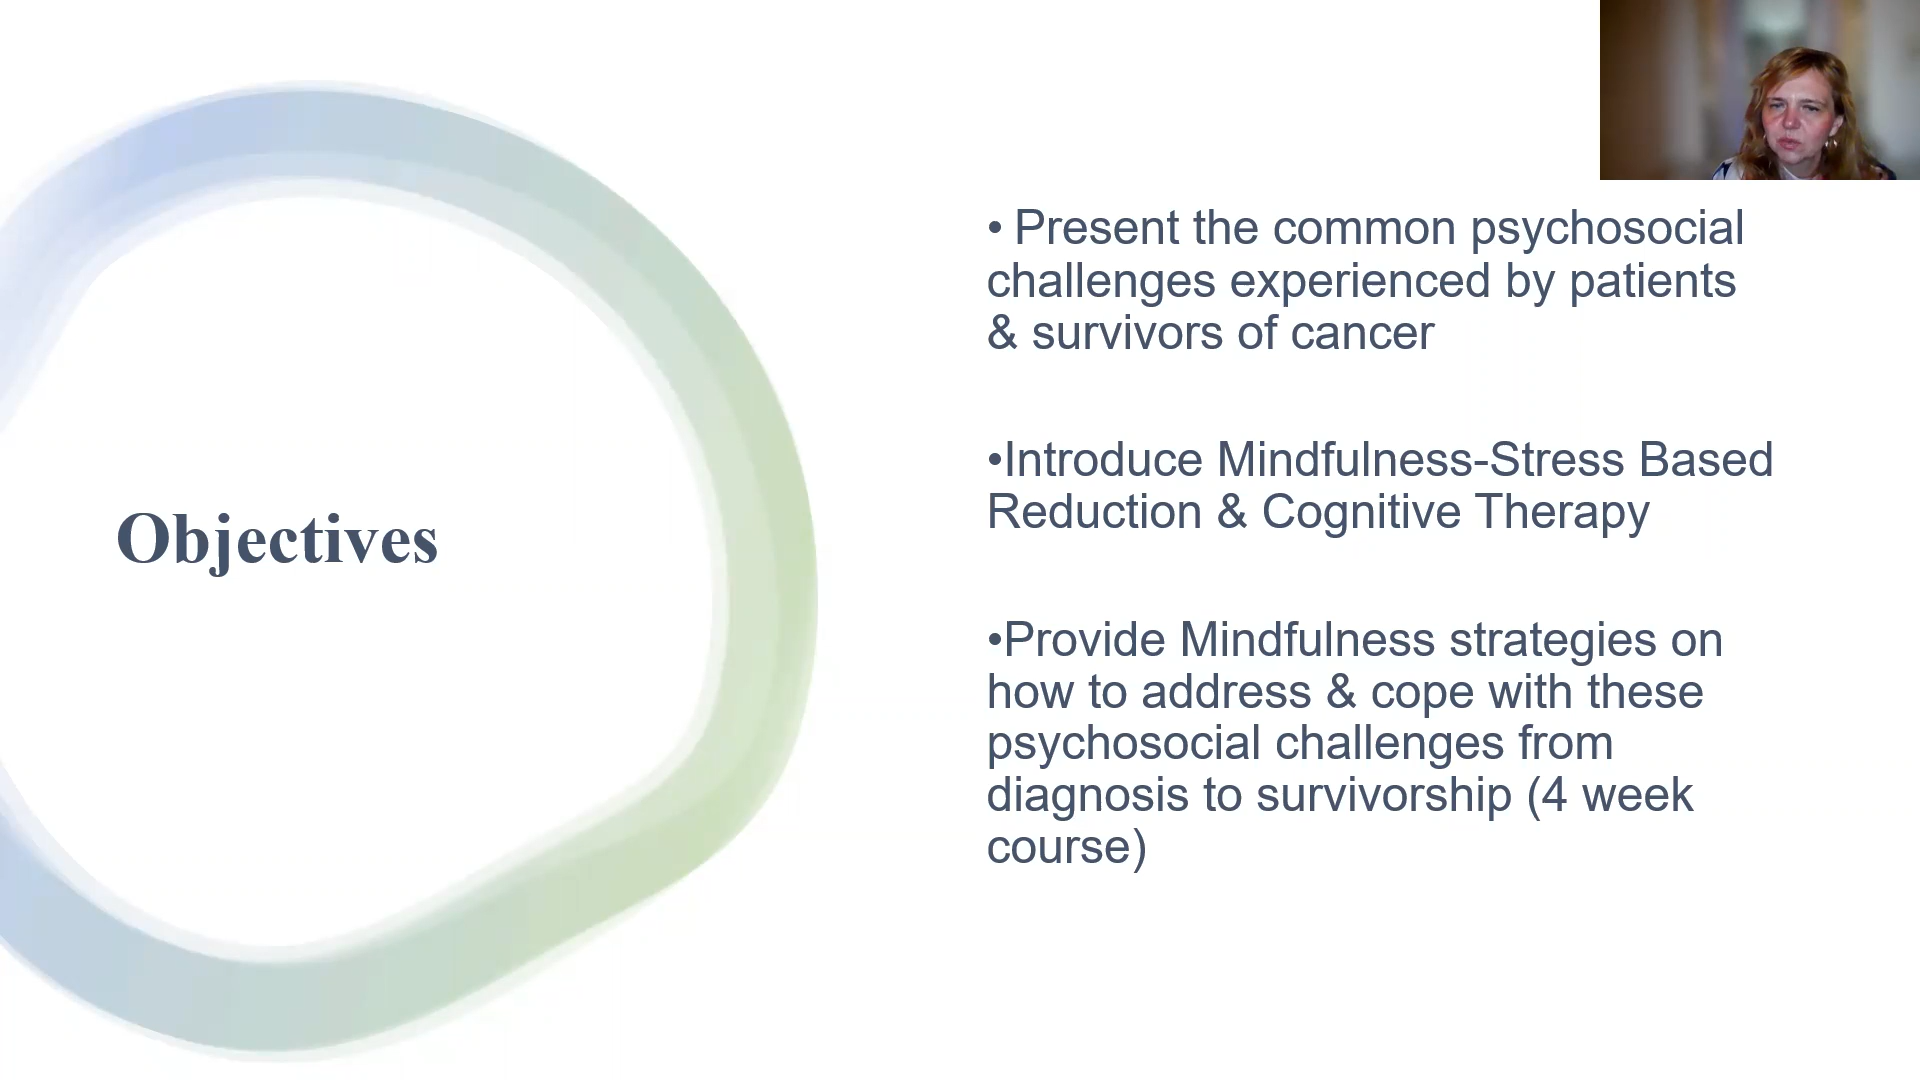 Objectives
• Present the common psychosocial
challenges experienced by patients
& survivors of cancer
•Introduce Mindfulness-Stress Based
Reduction & Cognitive Therapy
•Provide Mindfulness strategies on
how to address & cope with these
psychosocial challenges from
diagnosis to survivorship (4 week
course)